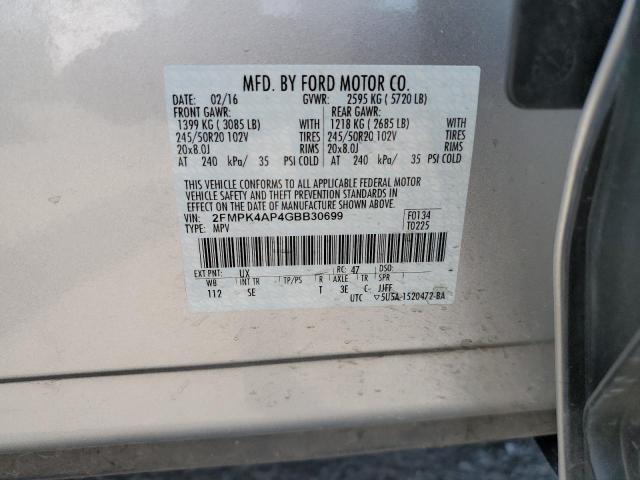 MFD. BY FORD MOTOR CO.
DATE: 02/16 GVWR: 2595 KG ( 5720 LB)
FRONT GAWR: REAR GAWR:
1399 KG ( 3085 LB) WITH 1218 KG ( 2685 LB) WITH
245/50R20 102V TIRES 245/50R20 102V TIRES
20x8.0J RIMS 20x8.0J RIMS
AT 240 kPa/ 35 PSI COLD AT 240 kPa/ 35 PSI COLD
THIS VEHICLE CONFORMS TO ALL APPLICABLE FEDERAL MOTOR
VEHICLE SAFETY AND THEFT PREVENTION STANDARDS IN
EFFECT ON THE DATE OF MANUFACTURE SHOWN ABOVE.
VIN: 2FMPK4AP4GBB30699 F0134
TYPE: MPV T0225
EXT PNT: UX RC: 47 DSO:
WB INT TR TP/PS R AXLE TR SPR
112 SE T 3E C JJFF
UTC ▽5U5A-1520472-BA